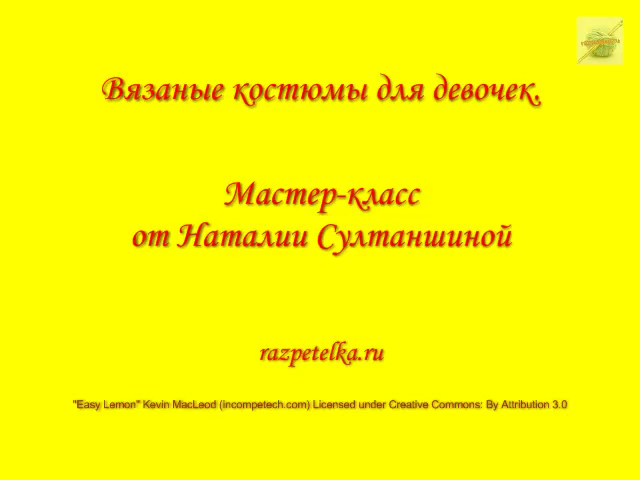 Вязаные костюмы для девочек.
Мастер-класс
от Наталии Султаншиной
razpetelka.ru
"Easy Lemon" Kevin MacLeod (incompetech.com) Licensed under Creative Commons: By Attribution 3.0